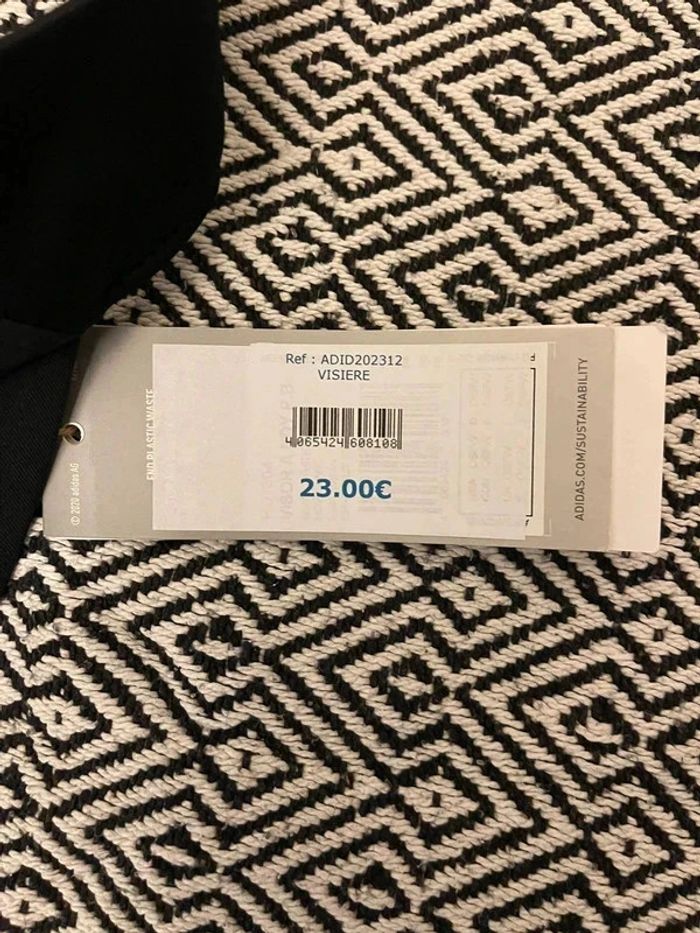 Ref : ADID202312
VISIERE
4 065424 608108
23.00€
END PLASTIC WASTE
© 2020 adidas AG
ADIDAS.COM/SUSTAINABILITY